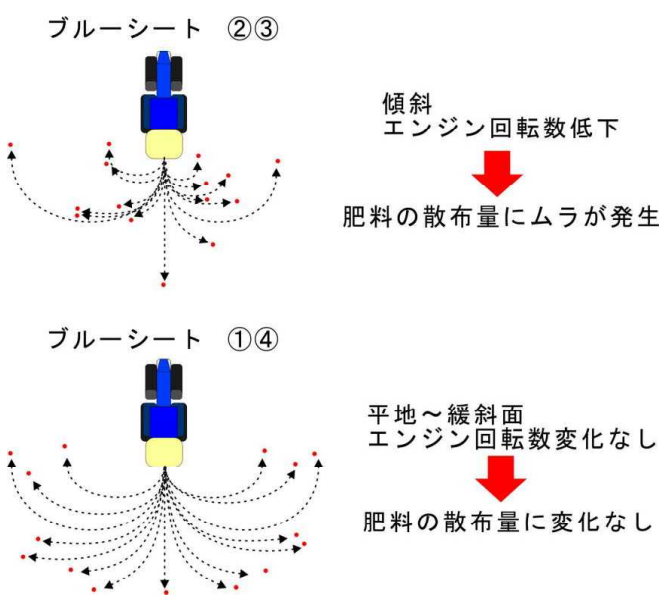 ブルーシート ②③
傾斜
エンジン回転数低下
肥料の散布量にムラが発生
ブルーシート ①④
平地～緩斜面
エンジン回転数変化なし
肥料の散布量に変化なし